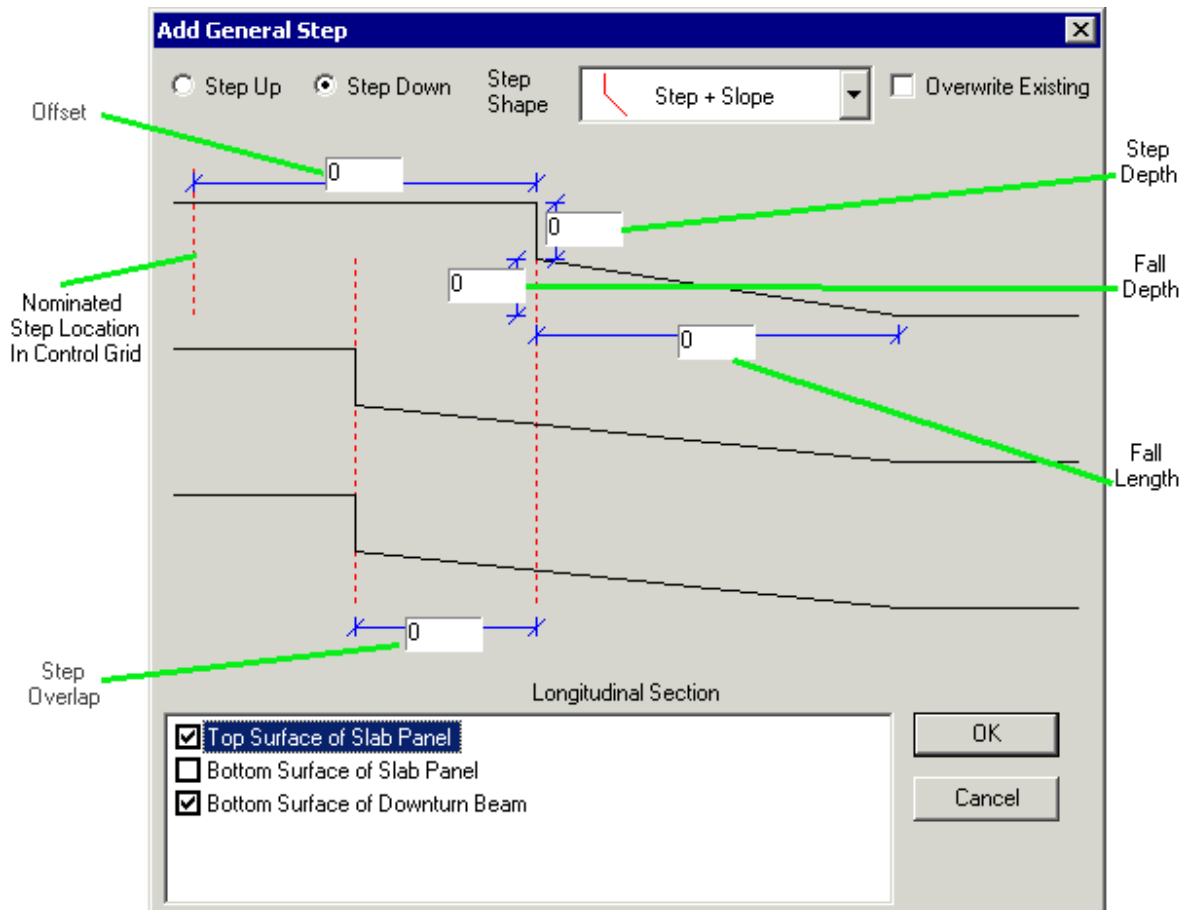 Add General Step
Step Up
Step Down
Step
Shape
Step + Slope
Overwrite Existing
Offset
0
Step
Depth
0
Fall
Depth
0
Nominated
Step Location
In Control Grid
0
Fall
Length
0
Step
Overlap
Longitudinal Section
Top Surface of Slab Panel
Bottom Surface of Slab Panel
Bottom Surface of Downturn Beam
OK
Cancel